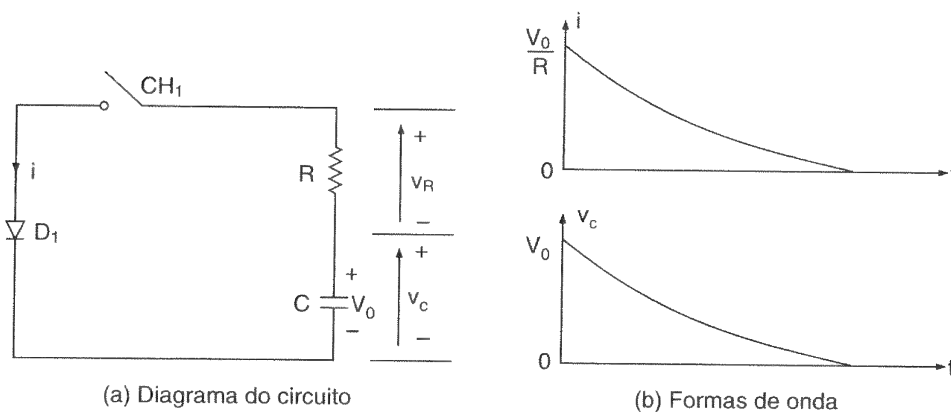 CH₁
i
D₁
R
+
v_R
−
+
C
V₀
−
+
v_c
−
(a) Diagrama do circuito
i
V₀
R
0
v_c
V₀
0
t
(b) Formas de onda